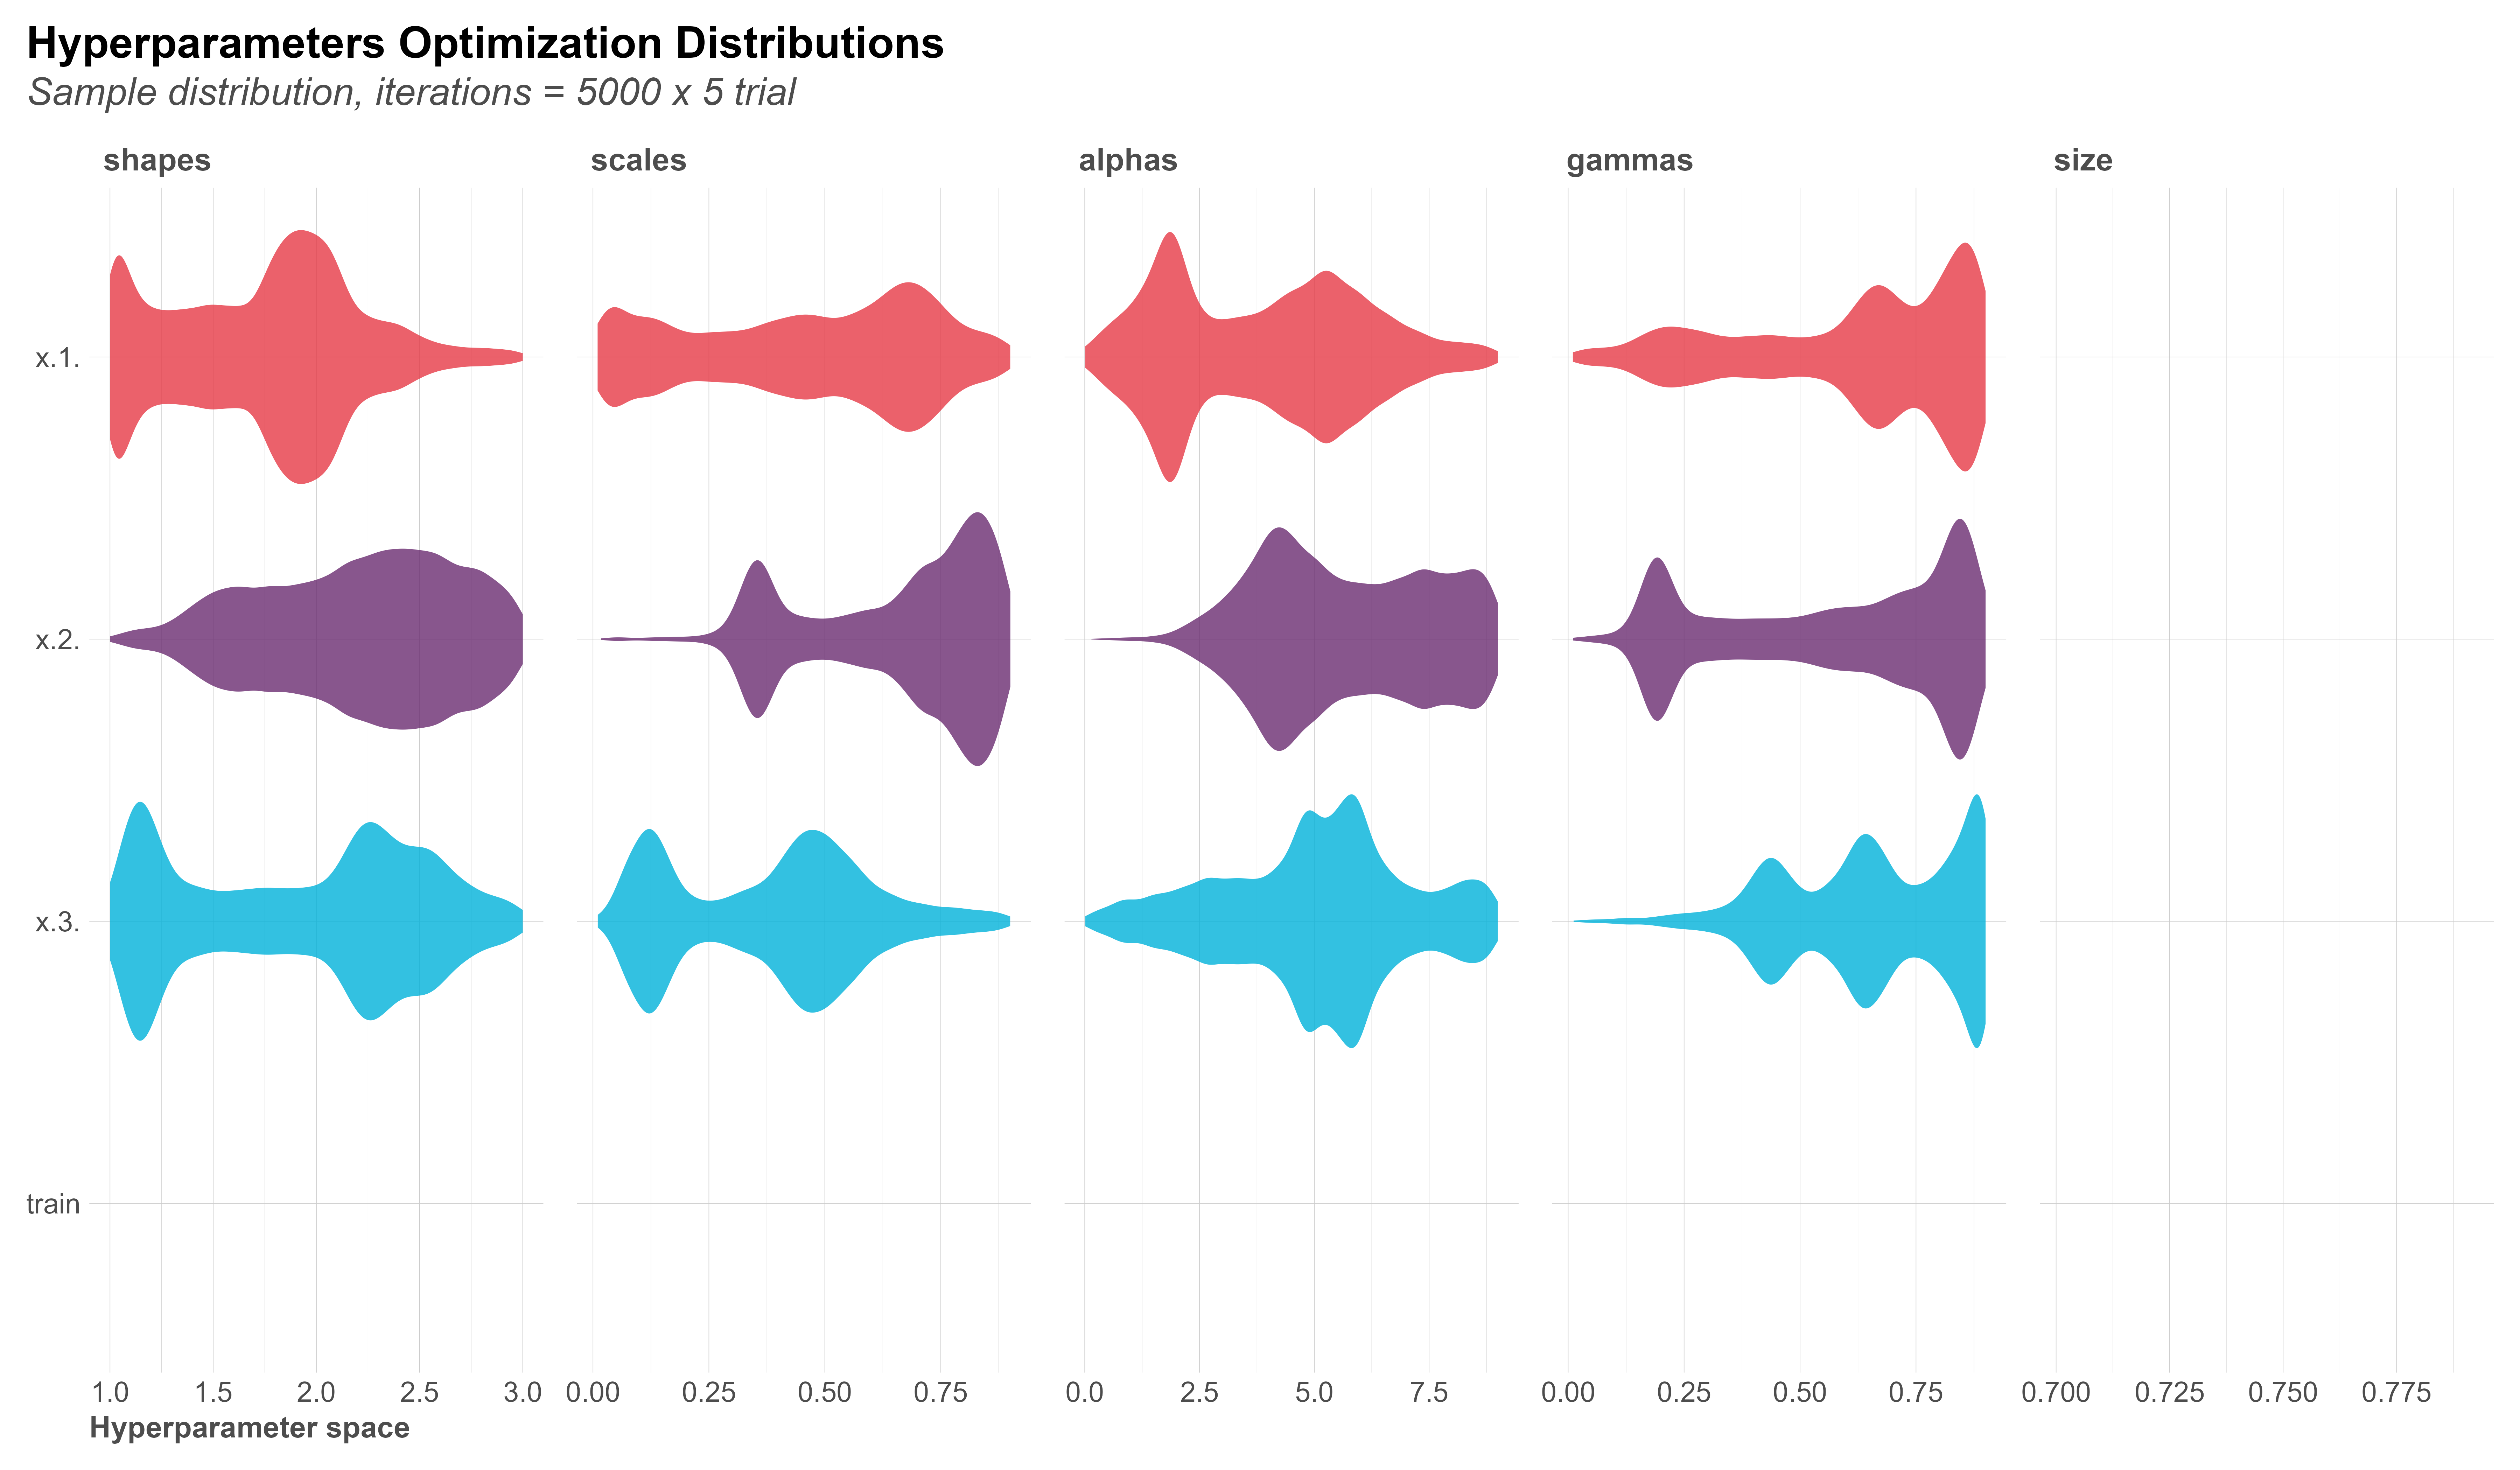 Hyperparameters Optimization Distributions
Sample distribution, iterations = 5000 x 5 trial
shapes scales alphas gammas size
x.1.
x.2.
x.3.
train
1.0 1.5 2.0 2.5 3.0 0.00 0.25 0.50 0.75 0.0 2.5 5.0 7.5 0.00 0.25 0.50 0.75 0.700 0.725 0.750 0.775
Hyperparameter space